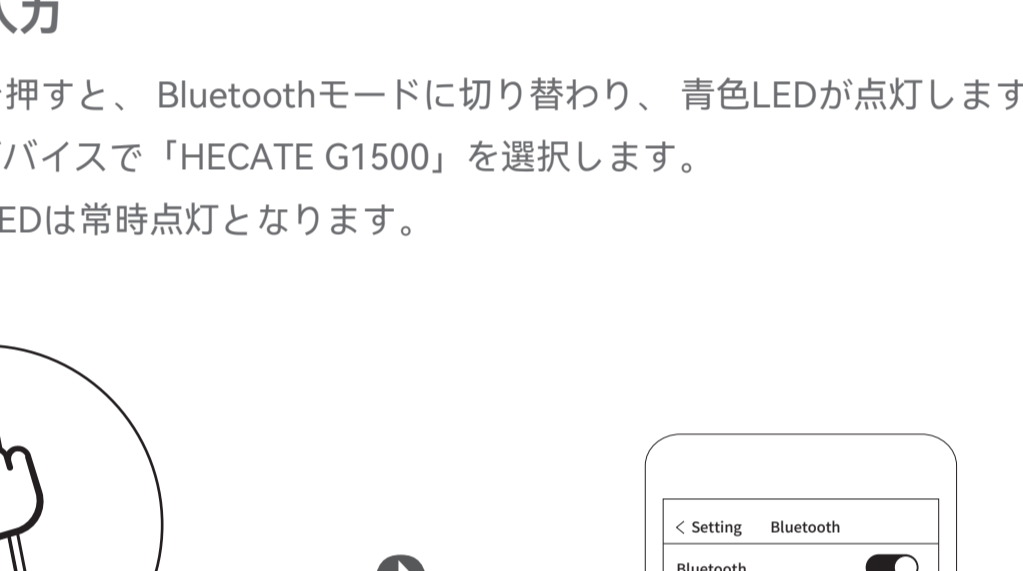 入力
押すと、 Bluetoothモードに切り替わり、 青色LEDが点灯します
バイスで「HECATE G1500」を選択します。
EDは常時点灯となります。
< Setting Bluetooth
Bluetooth